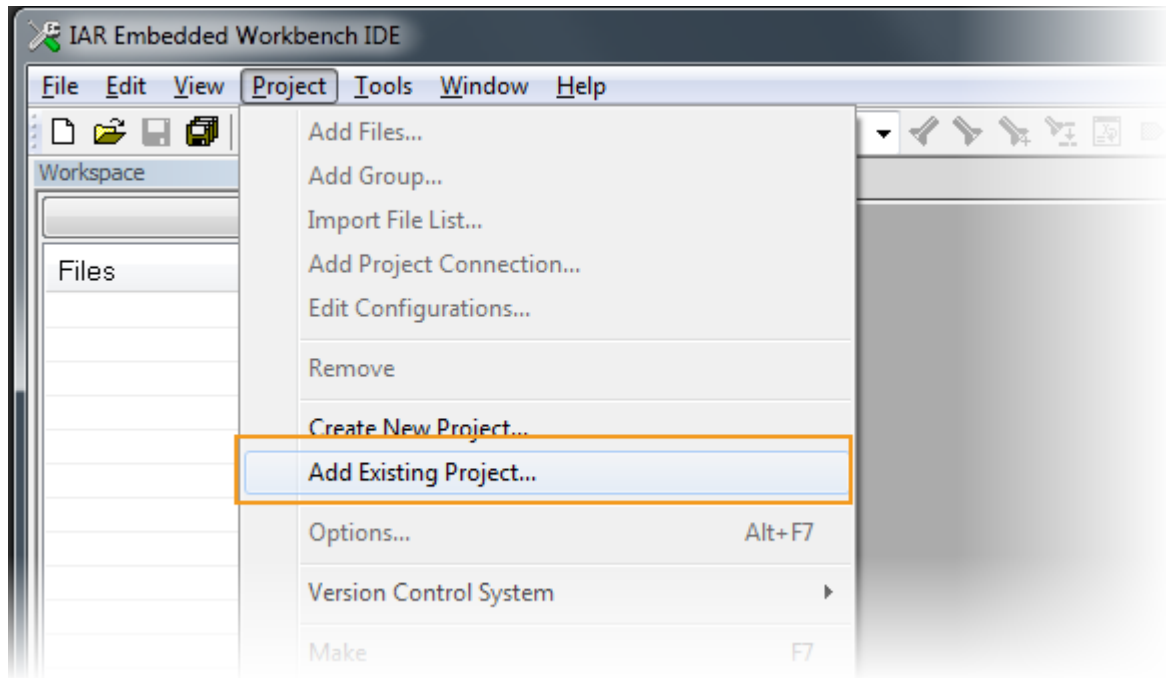 IAR Embedded Workbench IDE
File Edit View Project Tools Window Help
Workspace
Files
Add Files...
Add Group...
Import File List...
Add Project Connection...
Edit Configurations...
Remove
Create New Project...
Add Existing Project...
Options... Alt+F7
Version Control System
Make F7